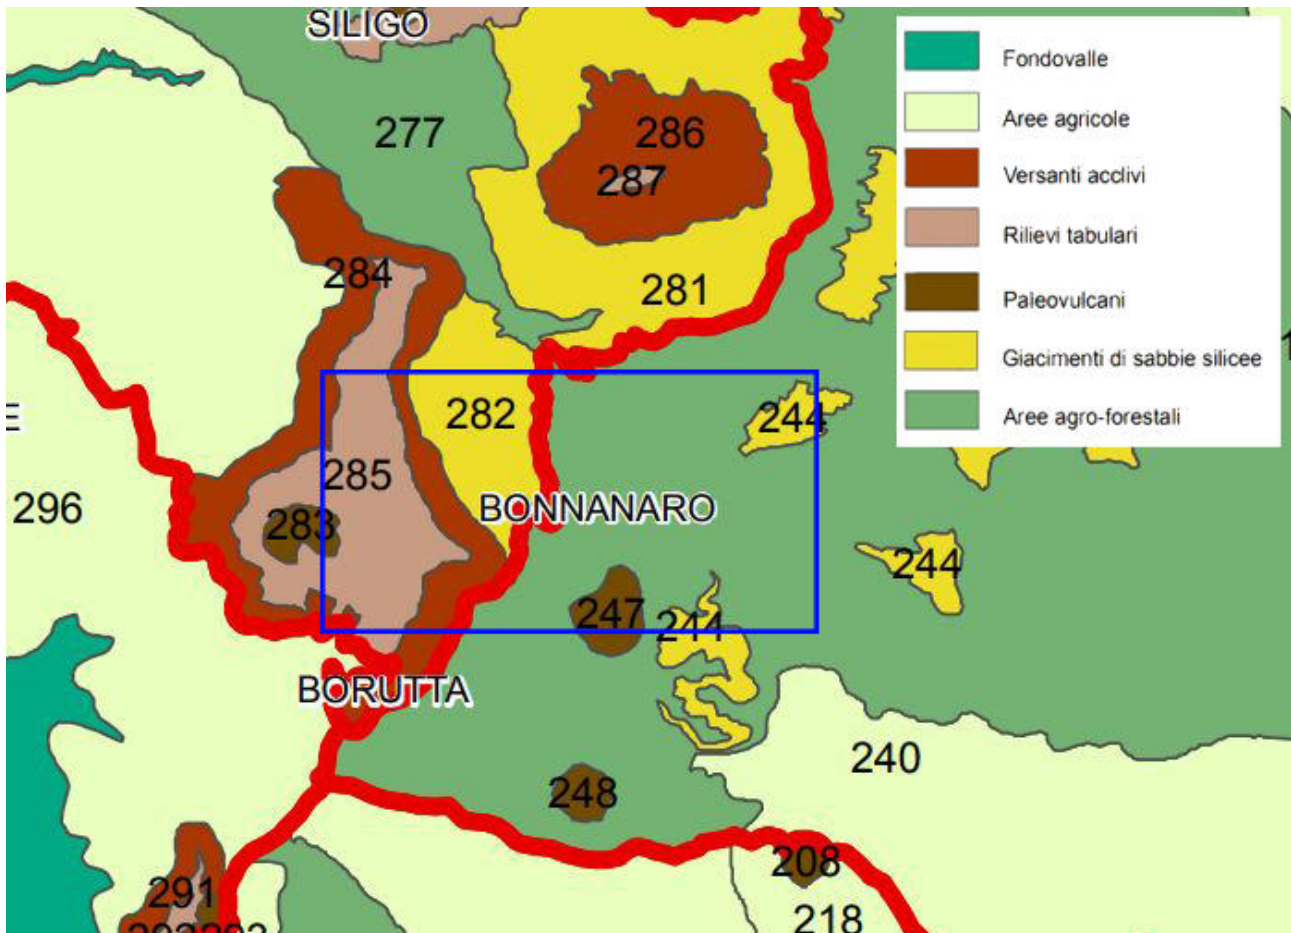 SILIGO
277
286
287
284
281
282
244
285
296
283
BONNANARO
244
247
244
BORUTTA
240
248
208
291
218
Fondovalle
Aree agricole
Versanti acclivi
Rilievi tabulari
Paleovulcani
Giacimenti di sabbie silicee
Aree agro-forestali